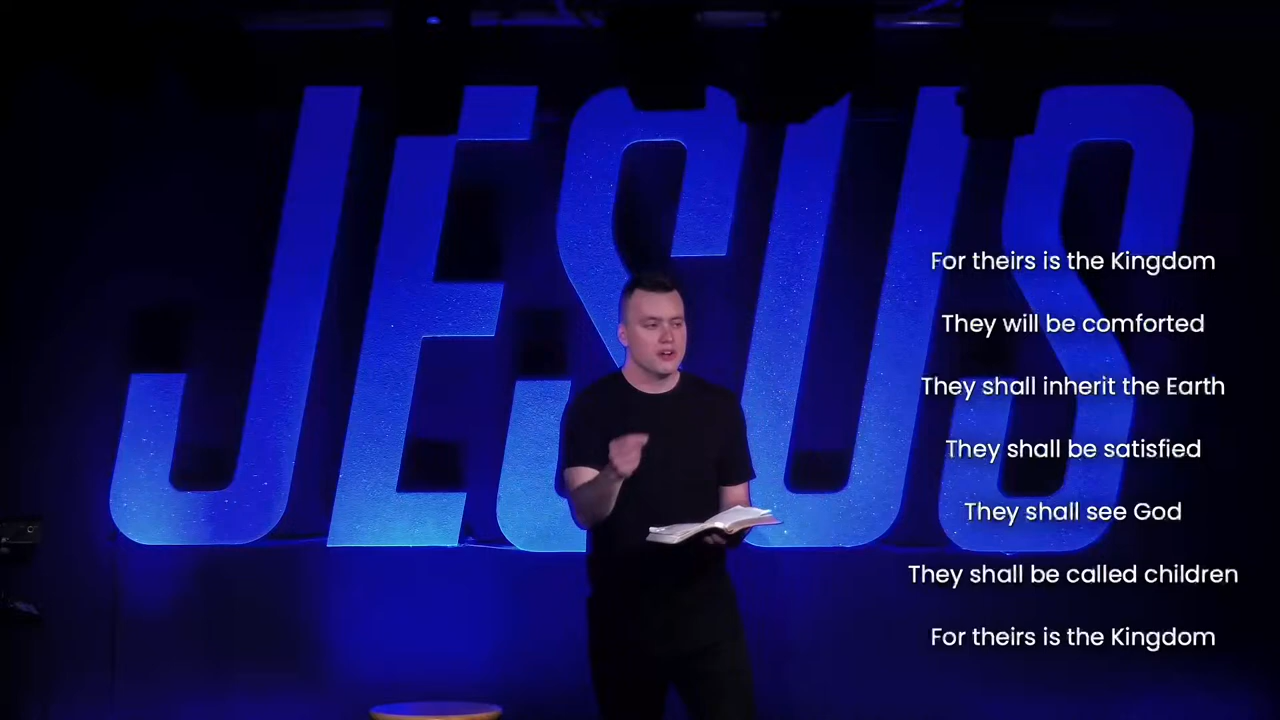 JESUS
For theirs is the Kingdom
They will be comforted
They shall inherit the Earth
They shall be satisfied
They shall see God
They shall be called children
For theirs is the Kingdom